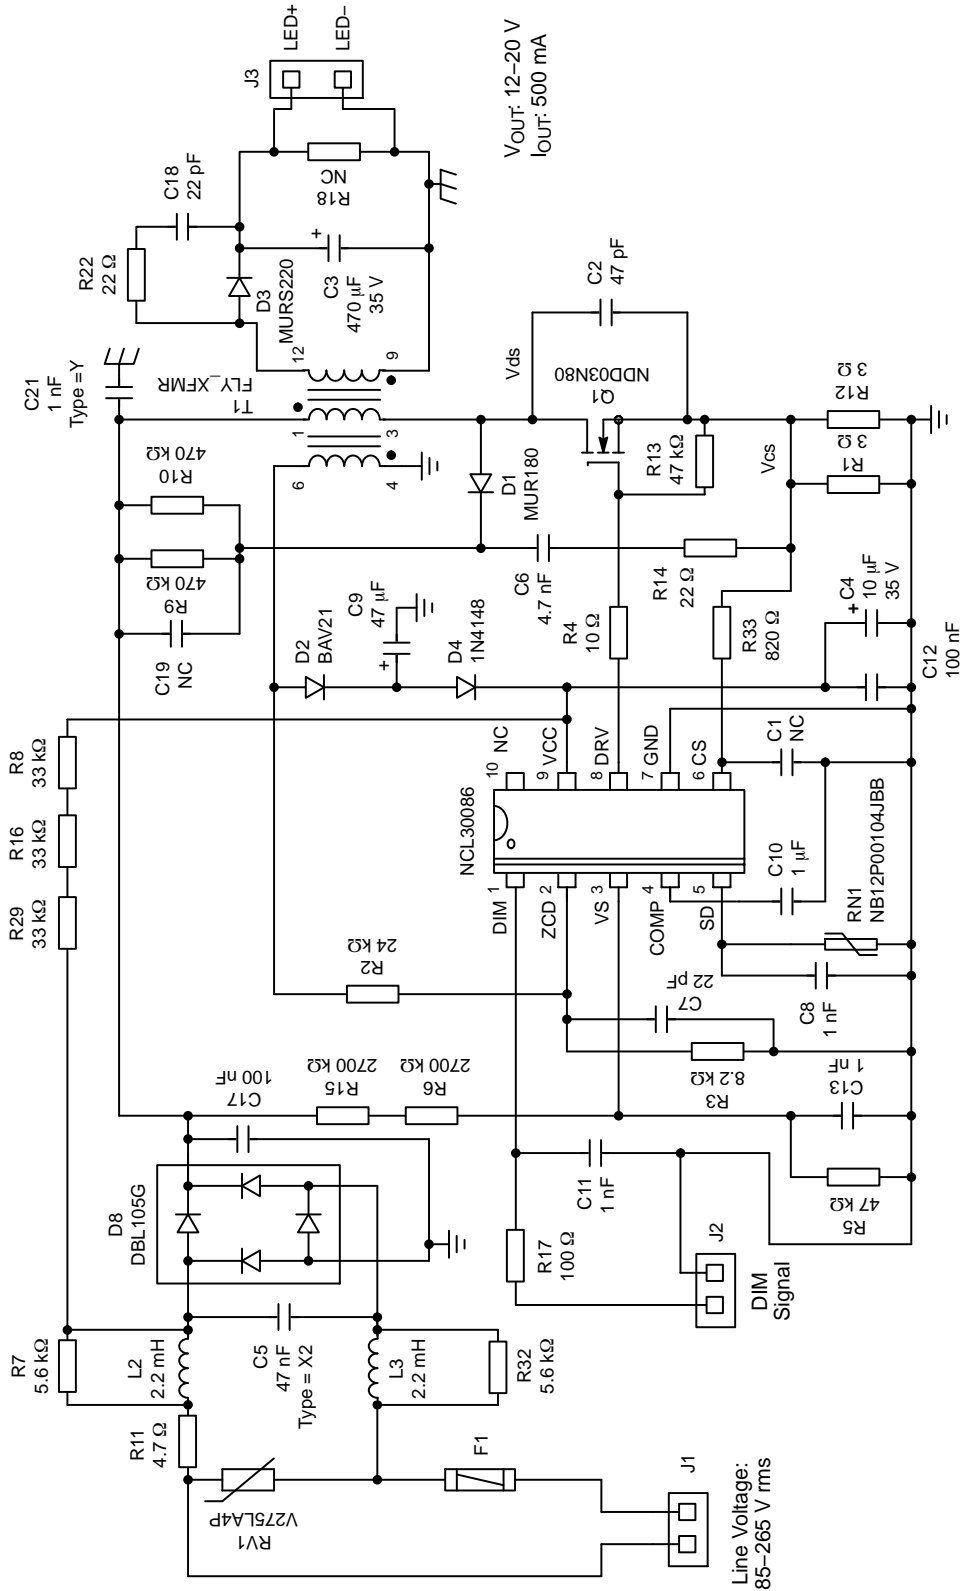 R7
5.6 kΩ
L2
2.2 mH
R11
4.7 Ω
RV1
V275LA4P
F1
J1
Line Voltage:
85–265 V rms
C5
47 nF
Type = X2
L3
2.2 mH
R32
5.6 kΩ
D8
DBL105G
C17
100 nF
R15
2700 kΩ
R6
2700 kΩ
R17
100 Ω
C11
1 nF
J2
DIM
Signal
R5
47 kΩ
C13
1 nF
R3
8.2 kΩ
C7
22 pF
R2
24 kΩ
C8
1 nF
RN1
NB12P00104JBB
C10
1 μF
C1
NC
R29
33 kΩ
R16
33 kΩ
R8
33 kΩ
NCL30086
DIM
1
ZCD
2
VS
3
COMP
4
SD
5
10
NC
9
VCC
8
DRV
7
GND
6
CS
C19
NC
R9
470 kΩ
R10
470 kΩ
C21
1 nF
Type =Y
D2
BAV21
C9
47 μF
+
D4
1N4148
C12
100 nF
C4
10 μF
35 V
+
R33
820 Ω
R4
10 Ω
C6
4.7 nF
R14
22 Ω
D1
MUR180
R13
47 kΩ
Q1
NDD03N80
Vds
Vcs
C2
47 pF
R1
3 Ω
R12
3 Ω
T1
FLY_XFMR
6
4
1
3
12
9
R22
22 Ω
C18
22 pF
D3
MURS220
C3
470 μF
35 V
+
R18
NC
J3
LED+
LED–
VOUT: 12–20 V
IOUT: 500 mA